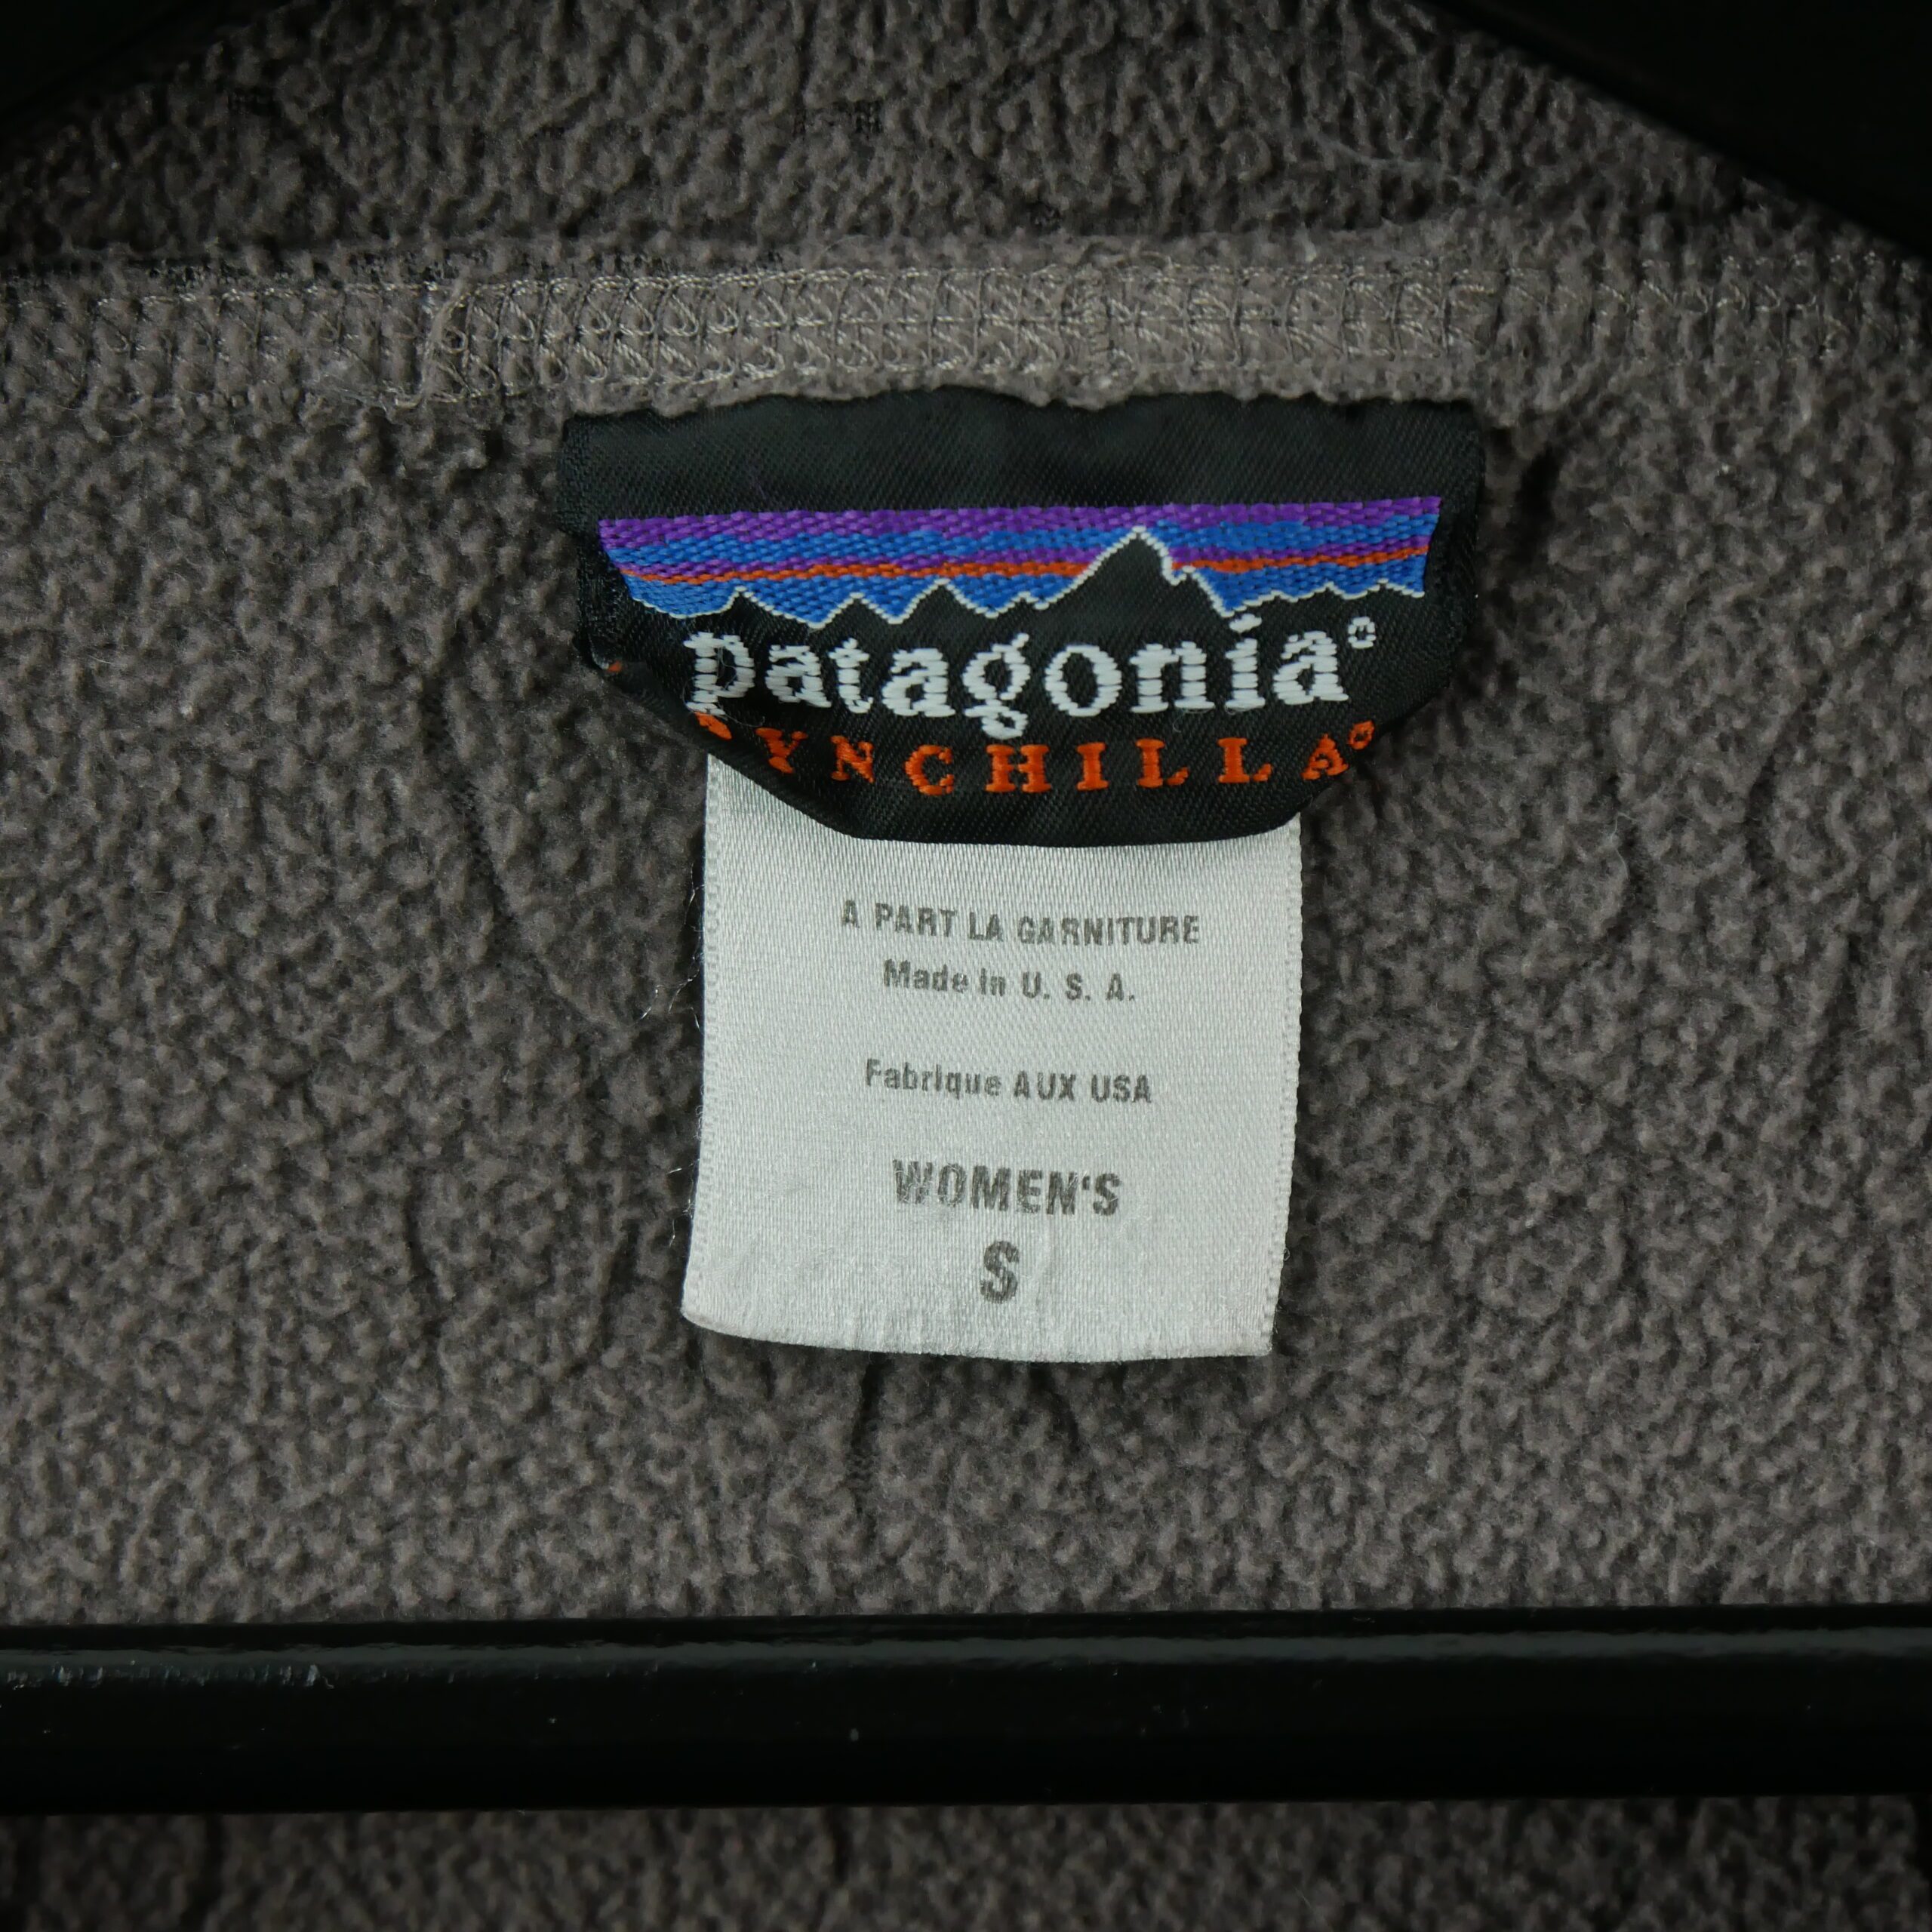 patagonia®
SYNCHILLA®
A PART LA GARNITURE
Made in U. S. A.
Fabrique AUX USA
WOMEN'S
S